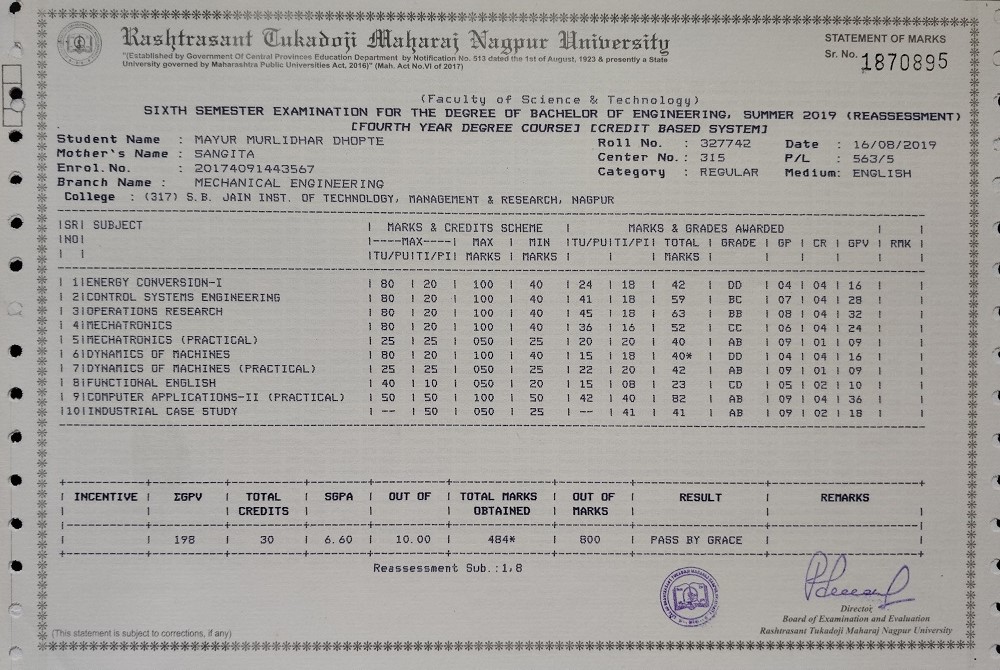 Rashtrasant Tukadoji Maharaj Nagpur University
"(Established by Government Of Central Provinces Education Department by Notification No. 513 dated the 1st of August, 1923 & presently a State
University governed by Maharashtra Public Universities Act, 2016)" (Mah. Act No.VI of 2017)
STATEMENT OF MARKS
Sr. No. 1870895
(Faculty of Science & Technology)
SIXTH SEMESTER EXAMINATION FOR THE DEGREE OF BACHELOR OF ENGINEERING, SUMMER 2019 (REASSESSMENT)
[FOURTH YEAR DEGREE COURSE] [CREDIT BASED SYSTEM]
Student Name : MAYUR MURLIDHAR DHOPTE Roll No. : 327742 Date : 16/08/2019
Mother`s Name : SANGITA Center No. : 315 P/L : 563/5
Enrol. No. : 20174091443567 Category : REGULAR Medium: ENGLISH
Branch Name : MECHANICAL ENGINEERING
College : (317) S.B. JAIN INST. OF TECHNOLOGY, MANAGEMENT & RESEARCH, NAGPUR
|SR| SUBJECT | MARKS & CREDITS SCHEME | MARKS & GRADES AWARDED | |
|NO| |----MAX----| MAX | MIN |TU/PU|TI/PI| TOTAL | GRADE | GP | CR | GPV | RMK |
| | |TU/PU|TI/PI| MARKS | MARKS | | | MARKS | | | | | |
| 1|ENERGY CONVERSION-I | 80 | 20 | 100 | 40 | 24 | 18 | 42 | DD | 04 | 04 | 16 | |
| 2|CONTROL SYSTEMS ENGINEERING | 80 | 20 | 100 | 40 | 41 | 18 | 59 | BC | 07 | 04 | 28 | |
| 3|OPERATIONS RESEARCH | 80 | 20 | 100 | 40 | 45 | 18 | 63 | BB | 08 | 04 | 32 | |
| 4|MECHATRONICS | 80 | 20 | 100 | 40 | 36 | 16 | 52 | CC | 06 | 04 | 24 | |
| 5|MECHATRONICS (PRACTICAL) | 25 | 25 | 050 | 25 | 20 | 20 | 40 | AB | 09 | 01 | 09 | |
| 6|DYNAMICS OF MACHINES | 80 | 20 | 100 | 40 | 15 | 18 | 40* | DD | 04 | 04 | 16 | |
| 7|DYNAMICS OF MACHINES (PRACTICAL) | 25 | 25 | 050 | 25 | 22 | 20 | 42 | AB | 09 | 01 | 09 | |
| 8|FUNCTIONAL ENGLISH | 40 | 10 | 050 | 20 | 15 | 08 | 23 | CD | 05 | 02 | 10 | |
| 9|COMPUTER APPLICATIONS-II (PRACTICAL) | 50 | 50 | 100 | 50 | 42 | 40 | 82 | AB | 09 | 04 | 36 | |
|10|INDUSTRIAL CASE STUDY | -- | 50 | 050 | 25 | -- | 41 | 41 | AB | 09 | 02 | 18 | |
| INCENTIVE | ΣGPV | TOTAL | SGPA | OUT OF | TOTAL MARKS | OUT OF | RESULT | REMARKS |
| | | CREDITS | | | OBTAINED | MARKS | | |
| | 198 | 30 | 6.60 | 10.00 | 484* | 800 | PASS BY GRACE | |
Reassessment Sub.:1,8
Director
Board of Examination and Evaluation
Rashtrasant Tukadoji Maharaj Nagpur University
(This statement is subject to corrections, if any)